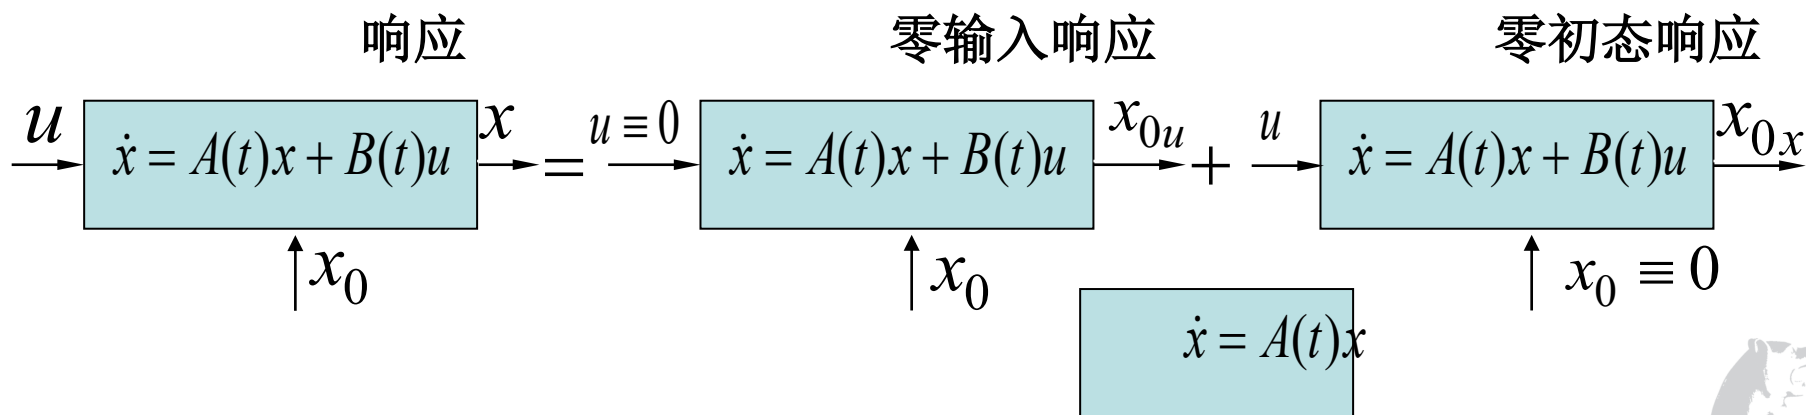 响应 零输入响应 零初态响应
u ẋ = A(t)x + B(t)u x = u ≡ 0 ẋ = A(t)x + B(t)u x₀ᵤ + u ẋ = A(t)x + B(t)u x₀ₓ
x₀ x₀ x₀ ≡ 0
ẋ = A(t)x